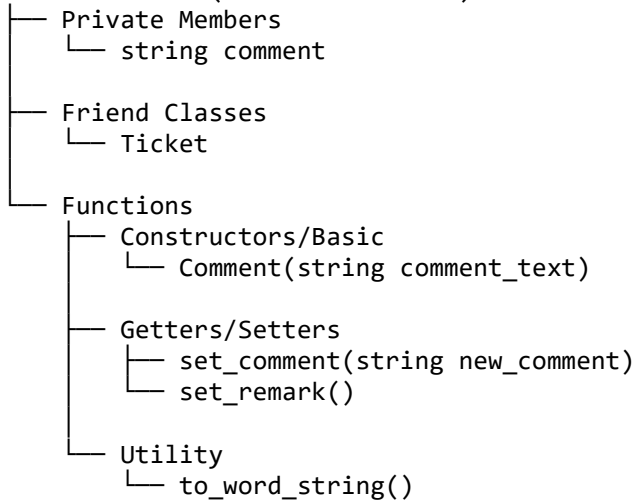 Private Members
string comment
Friend Classes
Ticket
Functions
Constructors/Basic
Comment(string comment_text)
Getters/Setters
set_comment(string new_comment)
set_remark()
Utility
to_word_string()